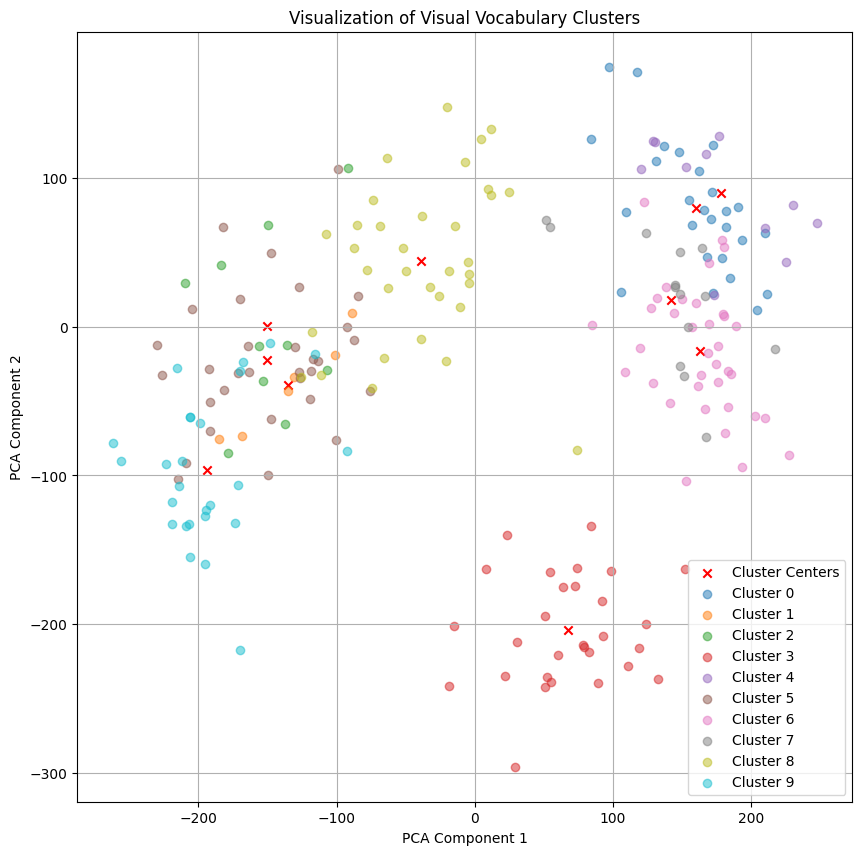 Visualization of Visual Vocabulary Clusters
PCA Component 2
100
0
−100
−200
−300
−200
−100
0
100
200
PCA Component 1
Cluster Centers
Cluster 0
Cluster 1
Cluster 2
Cluster 3
Cluster 4
Cluster 5
Cluster 6
Cluster 7
Cluster 8
Cluster 9